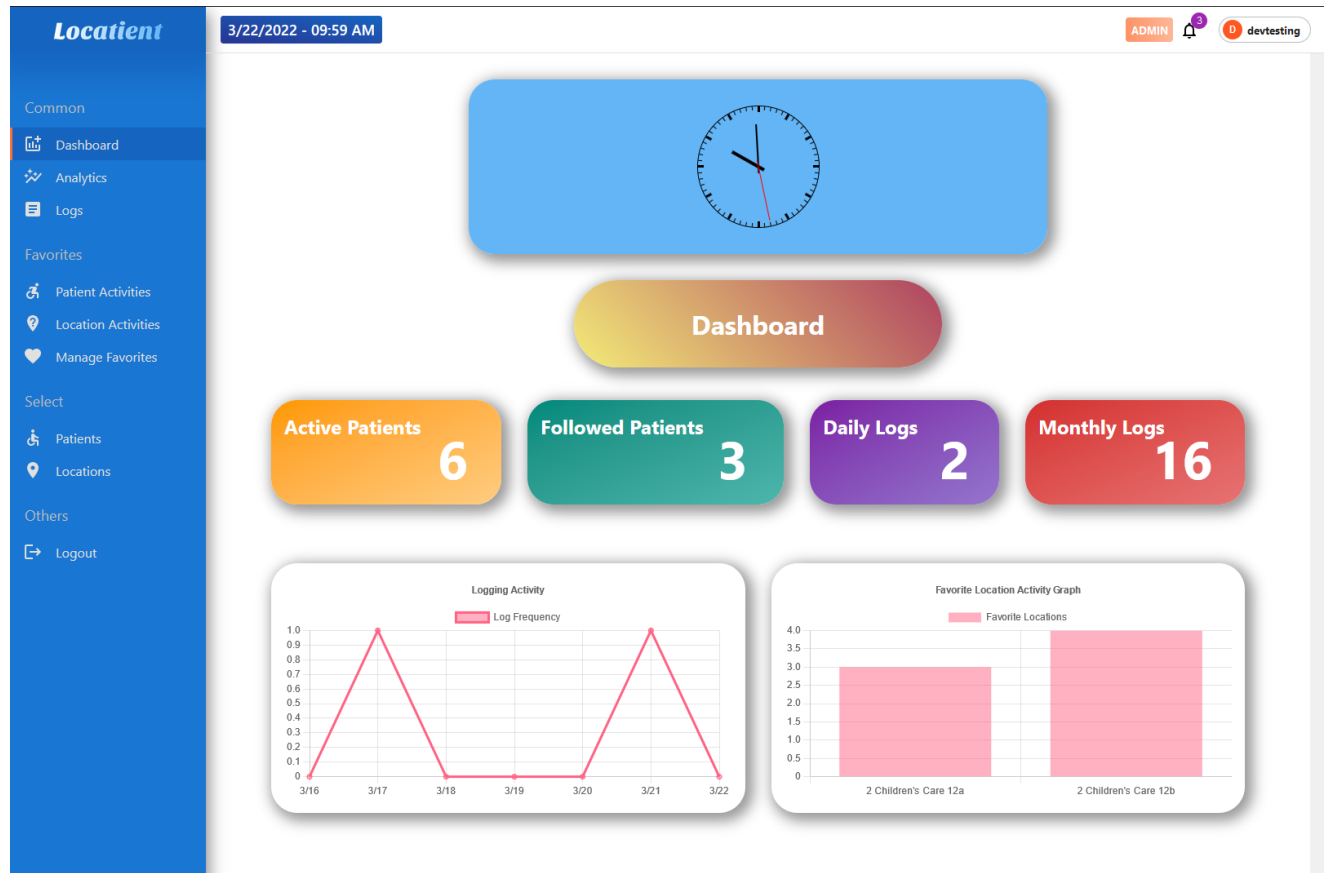 Locatient
3/22/2022 - 09:59 AM
ADMIN
3
D devtesting
Common
Dashboard
Analytics
Logs
Favorites
Patient Activities
Location Activities
Manage Favorites
Select
Patients
Locations
Others
Logout
Dashboard
Active Patients
6
Followed Patients
3
Daily Logs
2
Monthly Logs
16
Logging Activity
Log Frequency
1.0
0.9
0.8
0.7
0.6
0.5
0.4
0.3
0.2
0.1
0
3/16 3/17 3/18 3/19 3/20 3/21 3/22
Favorite Location Activity Graph
Favorite Locations
4.0
3.5
3.0
2.5
2.0
1.5
1.0
0.5
0
2 Children's Care 12a 2 Children's Care 12b